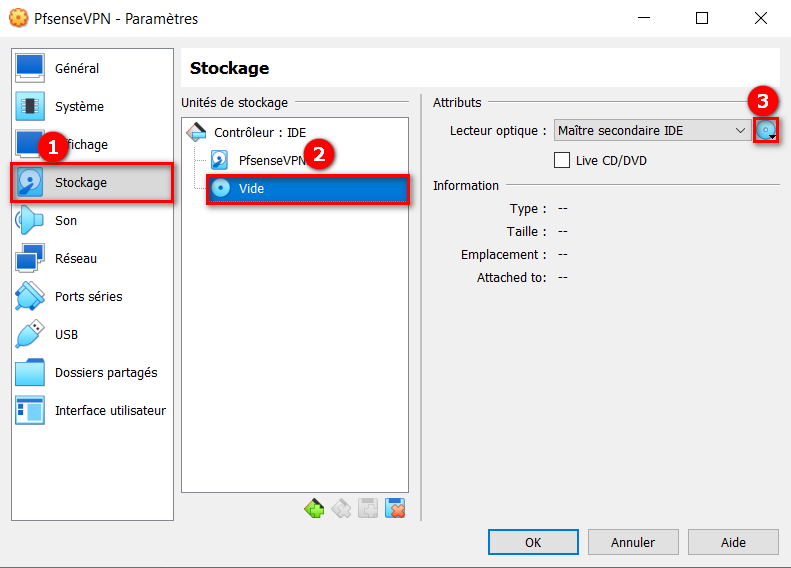 PfsenseVPN - Paramètres
Général
Système
ffichage
Stockage
Son
Réseau
Ports séries
USB
Dossiers partagés
Interface utilisateur
Stockage
Unités de stockage
Contrôleur : IDE
PfsenseVPN
Vide
Attributs
Lecteur optique : Maître secondaire IDE
Live CD/DVD
Information
Type : --
Taille : --
Emplacement : --
Attached to: --
1
2
3
OK
Annuler
Aide